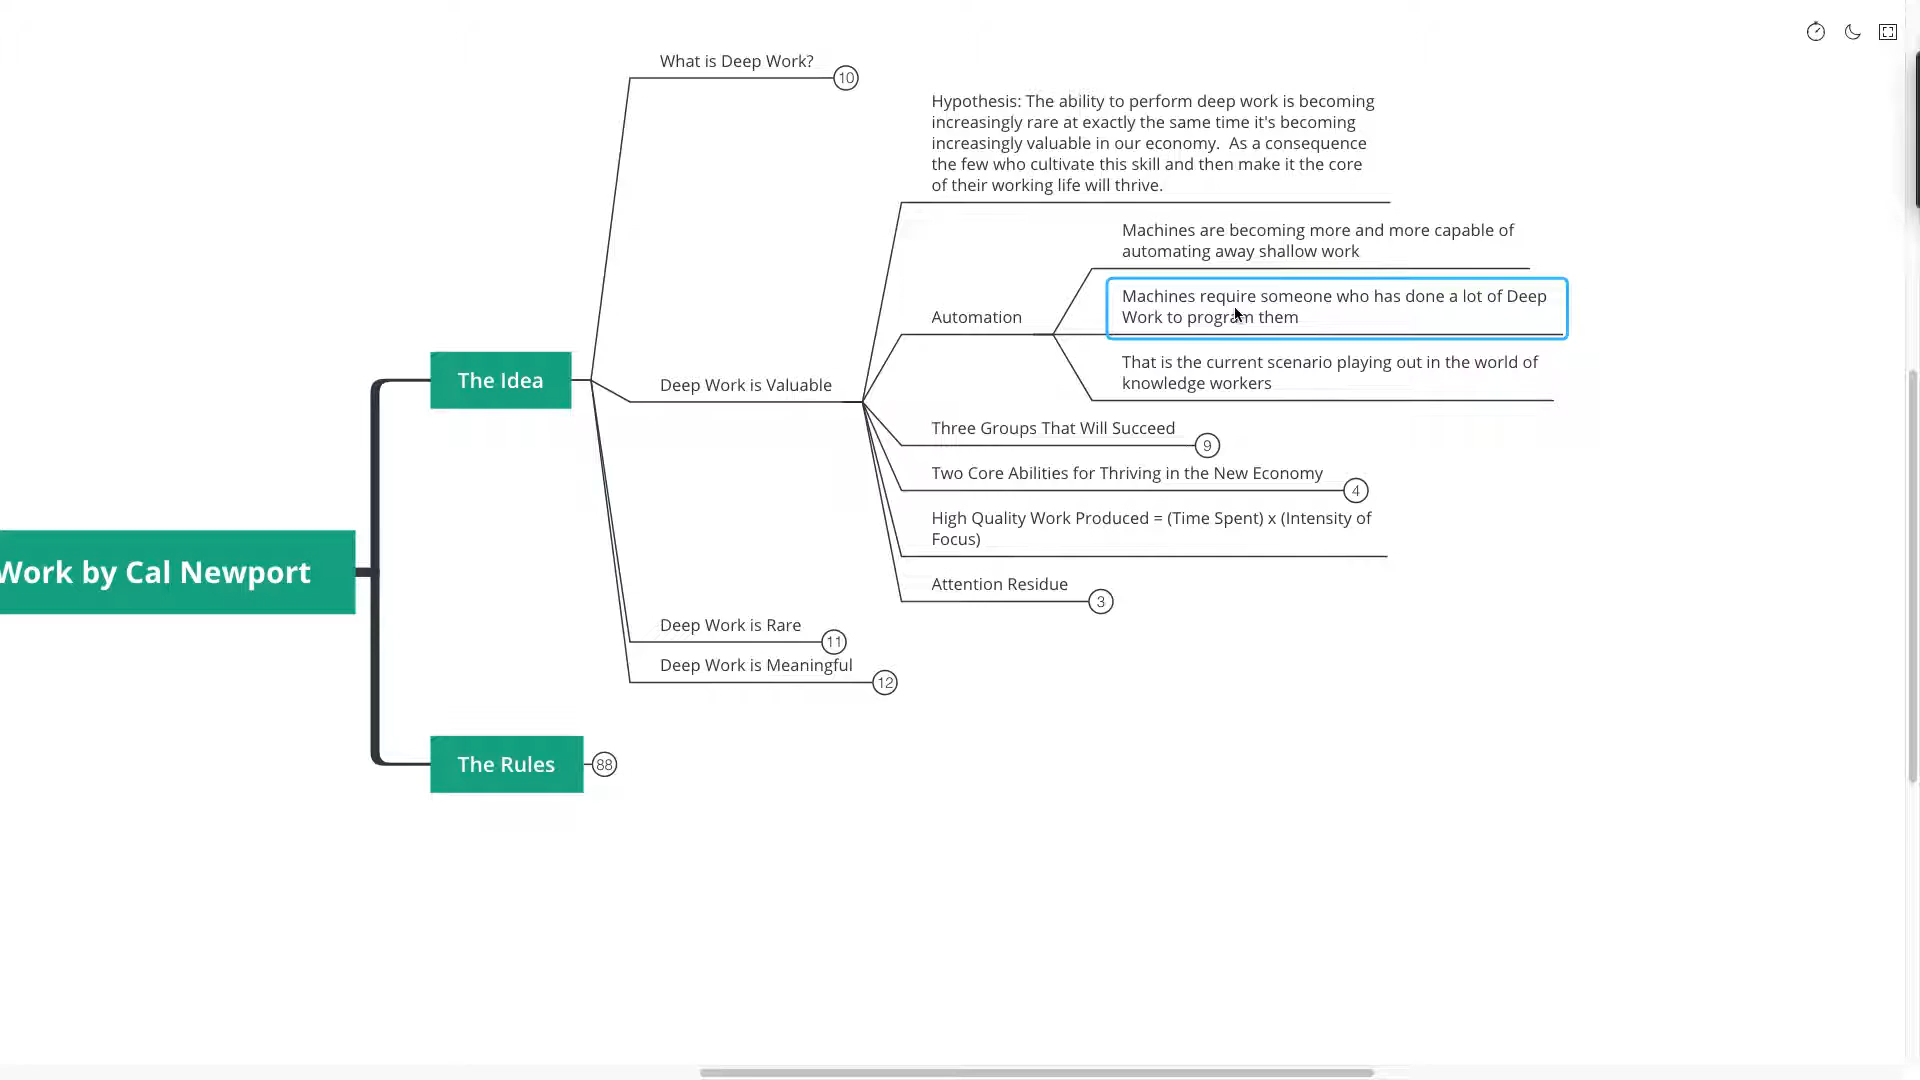 What is Deep Work?
10
Hypothesis: The ability to perform deep work is becoming
increasingly rare at exactly the same time it's becoming
increasingly valuable in our economy.  As a consequence
the few who cultivate this skill and then make it the core
of their working life will thrive.
Machines are becoming more and more capable of
automating away shallow work
Automation
Machines require someone who has done a lot of Deep
Work to program them
That is the current scenario playing out in the world of
knowledge workers
The Idea
Deep Work is Valuable
Three Groups That Will Succeed
9
Two Core Abilities for Thriving in the New Economy
4
High Quality Work Produced = (Time Spent) x (Intensity of
Focus)
Attention Residue
3
Work by Cal Newport
Deep Work is Rare
11
Deep Work is Meaningful
12
The Rules
88